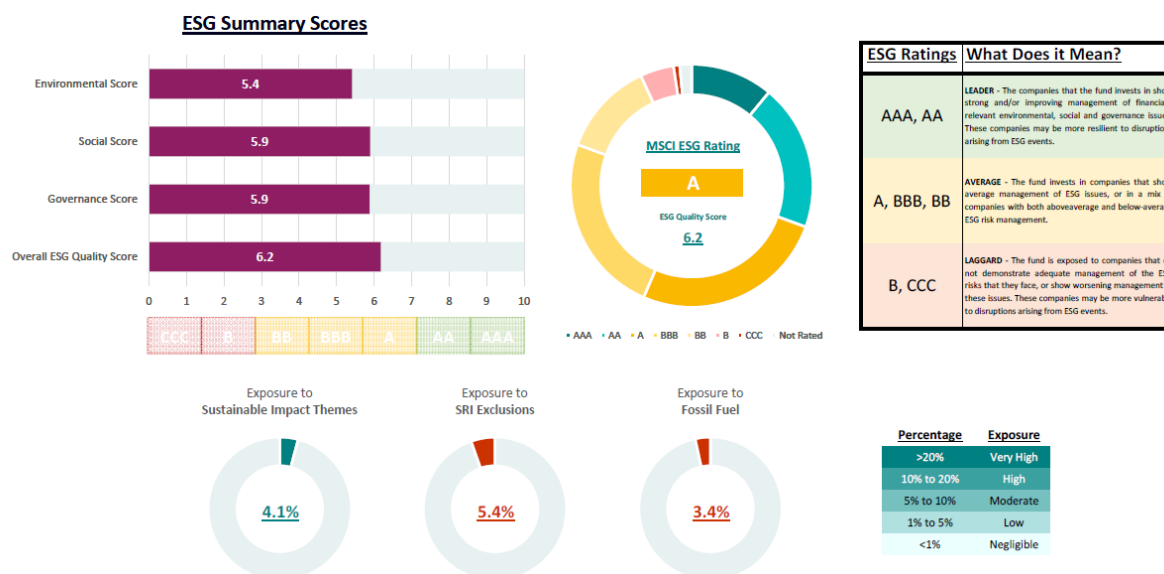 ESG Summary Scores
Environmental Score
5.4
Social Score
5.9
Governance Score
5.9
Overall ESG Quality Score
6.2
0 1 2 3 4 5 6 7 8 9 10
CCC B BB BBB A AA AAA
MSCI ESG Rating
A
ESG Quality Score
6.2
AAA AA A BBB BB B CCC Not Rated
ESG Ratings What Does it Mean?
AAA, AA
LEADER - The companies that the fund invests in
strong and/or improving management of
relevant environmental, social and governance
These companies may be more resilient to
arising from ESG events.
A, BBB, BB
AVERAGE - The fund invests in companies that
average management of ESG issues, or in a mix
companies with both aboveaverage and
ESG risk management.
B, CCC
LAGGARD - The fund is exposed to companies that
not demonstrate adequate management of the
risks that they face, or show worsening management
these issues. These companies may be more
to disruptions arising from ESG events.
Exposure to
Sustainable Impact Themes
4.1%
Exposure to
SRI Exclusions
5.4%
Exposure to
Fossil Fuel
3.4%
Percentage Exposure
>20% Very High
10% to 20% High
5% to 10% Moderate
1% to 5% Low
<1% Negligible